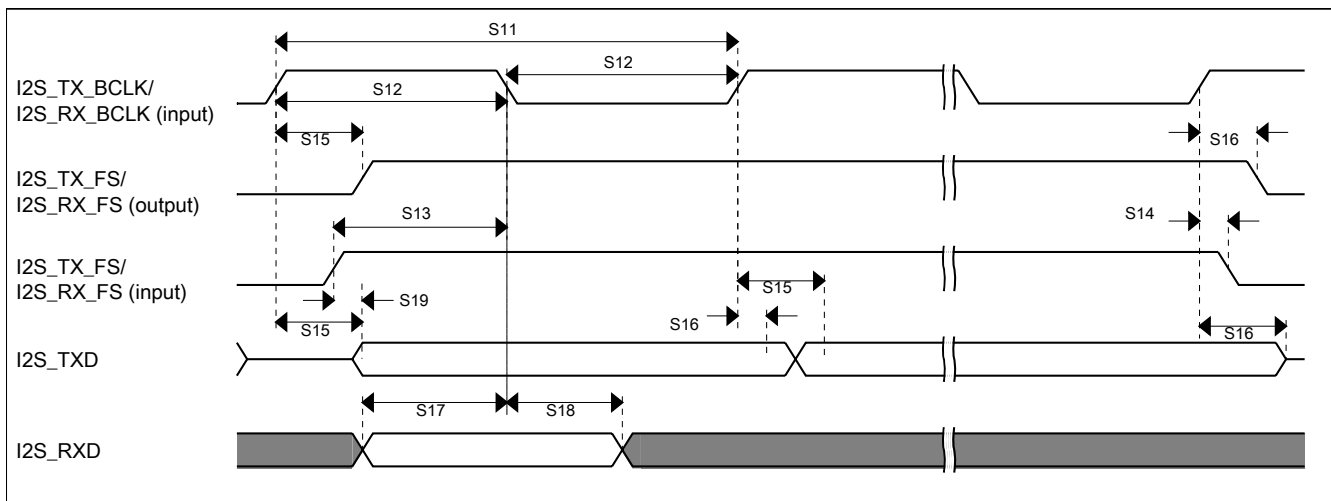 S11
S12
I2S_TX_BCLK/
I2S_RX_BCLK (input)
S12
S15
S16
I2S_TX_FS/
I2S_RX_FS (output)
S13
S14
I2S_TX_FS/
I2S_RX_FS (input)
S15
S19
S15
S16
S16
I2S_TXD
S17
S18
I2S_RXD